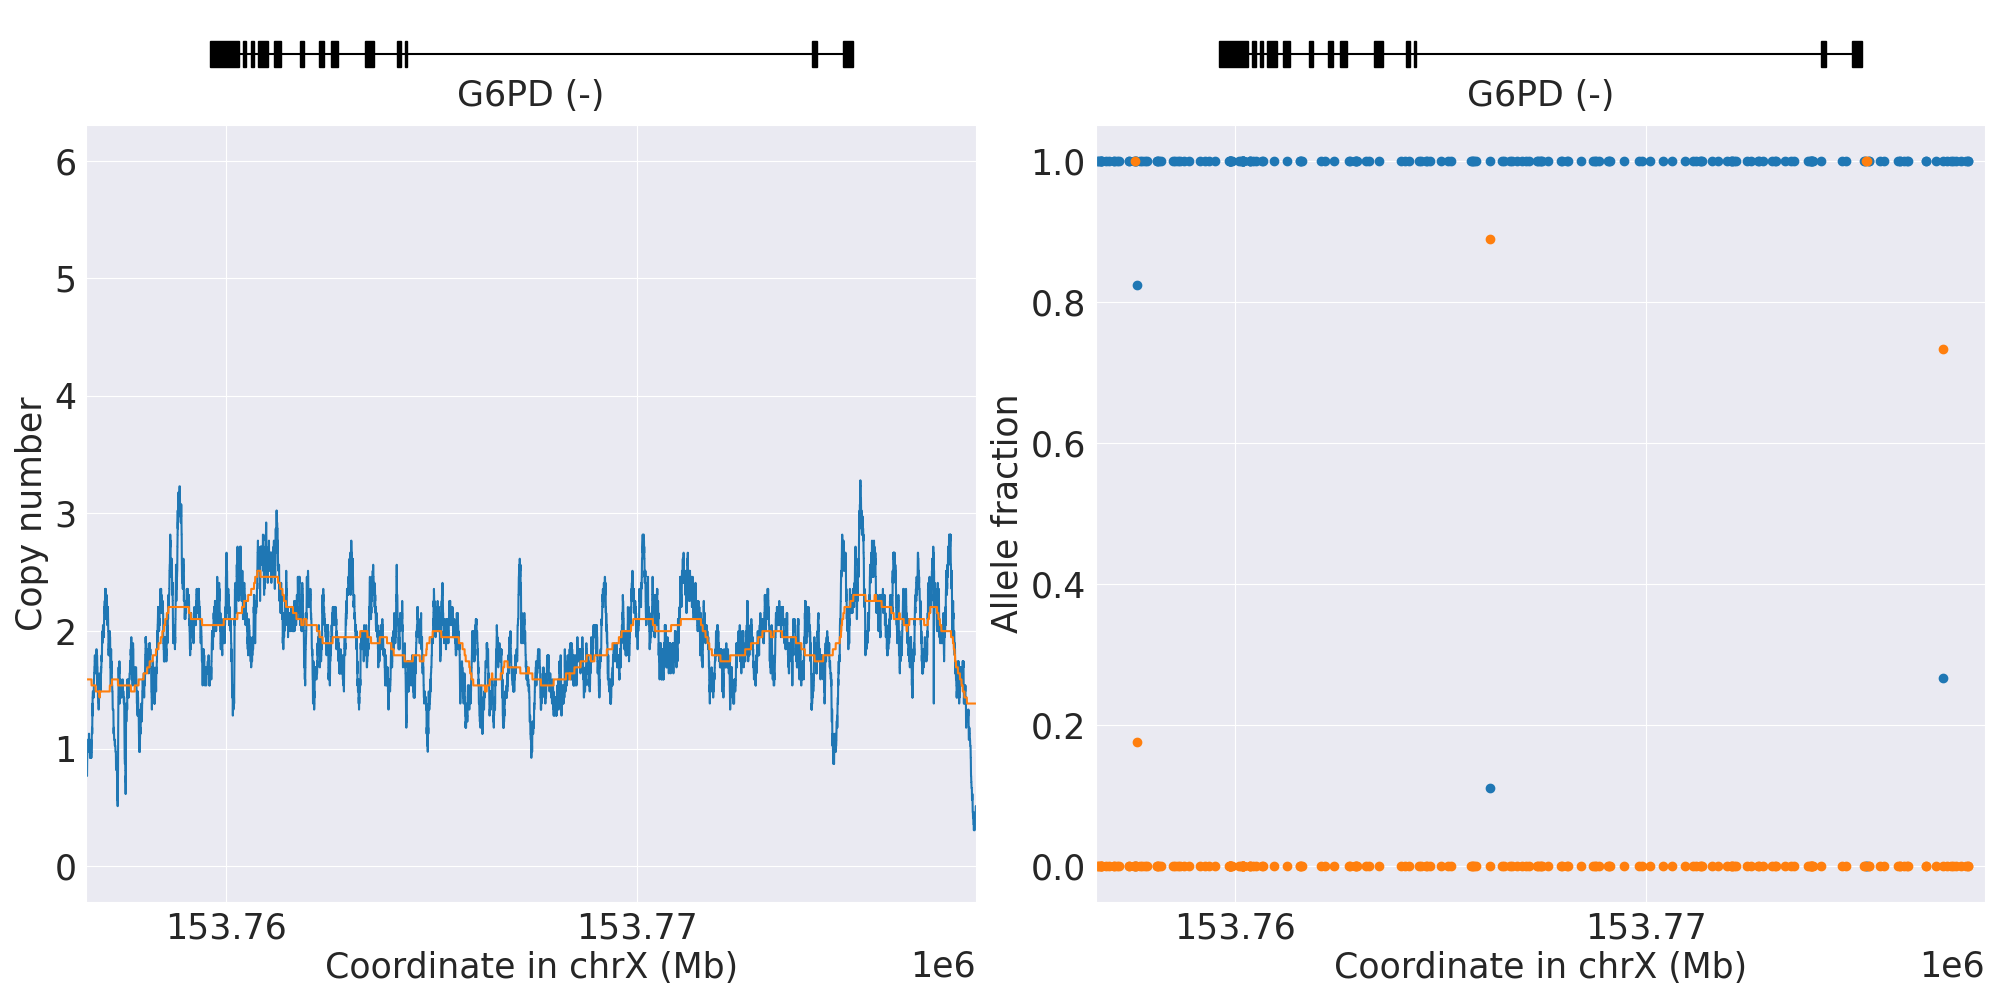 G6PD (-)
6
5
4
3
2
1
0
Copy number
153.76
153.77
Coordinate in chrX (Mb)
1e6
G6PD (-)
1.0
0.8
0.6
0.4
0.2
0.0
Allele fraction
153.76
153.77
Coordinate in chrX (Mb)
1e6